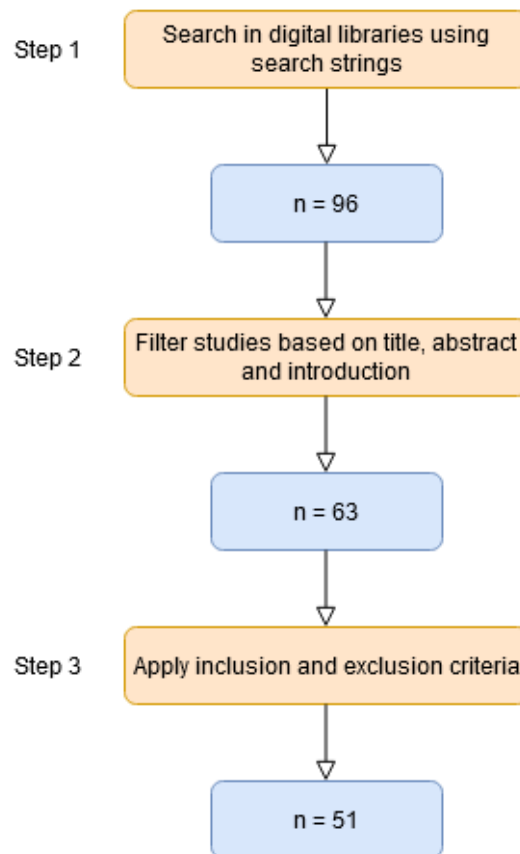 Step 1
Search in digital libraries using
search strings
n = 96
Step 2
Filter studies based on title, abstract
and introduction
n = 63
Step 3
Apply inclusion and exclusion criteria
n = 51